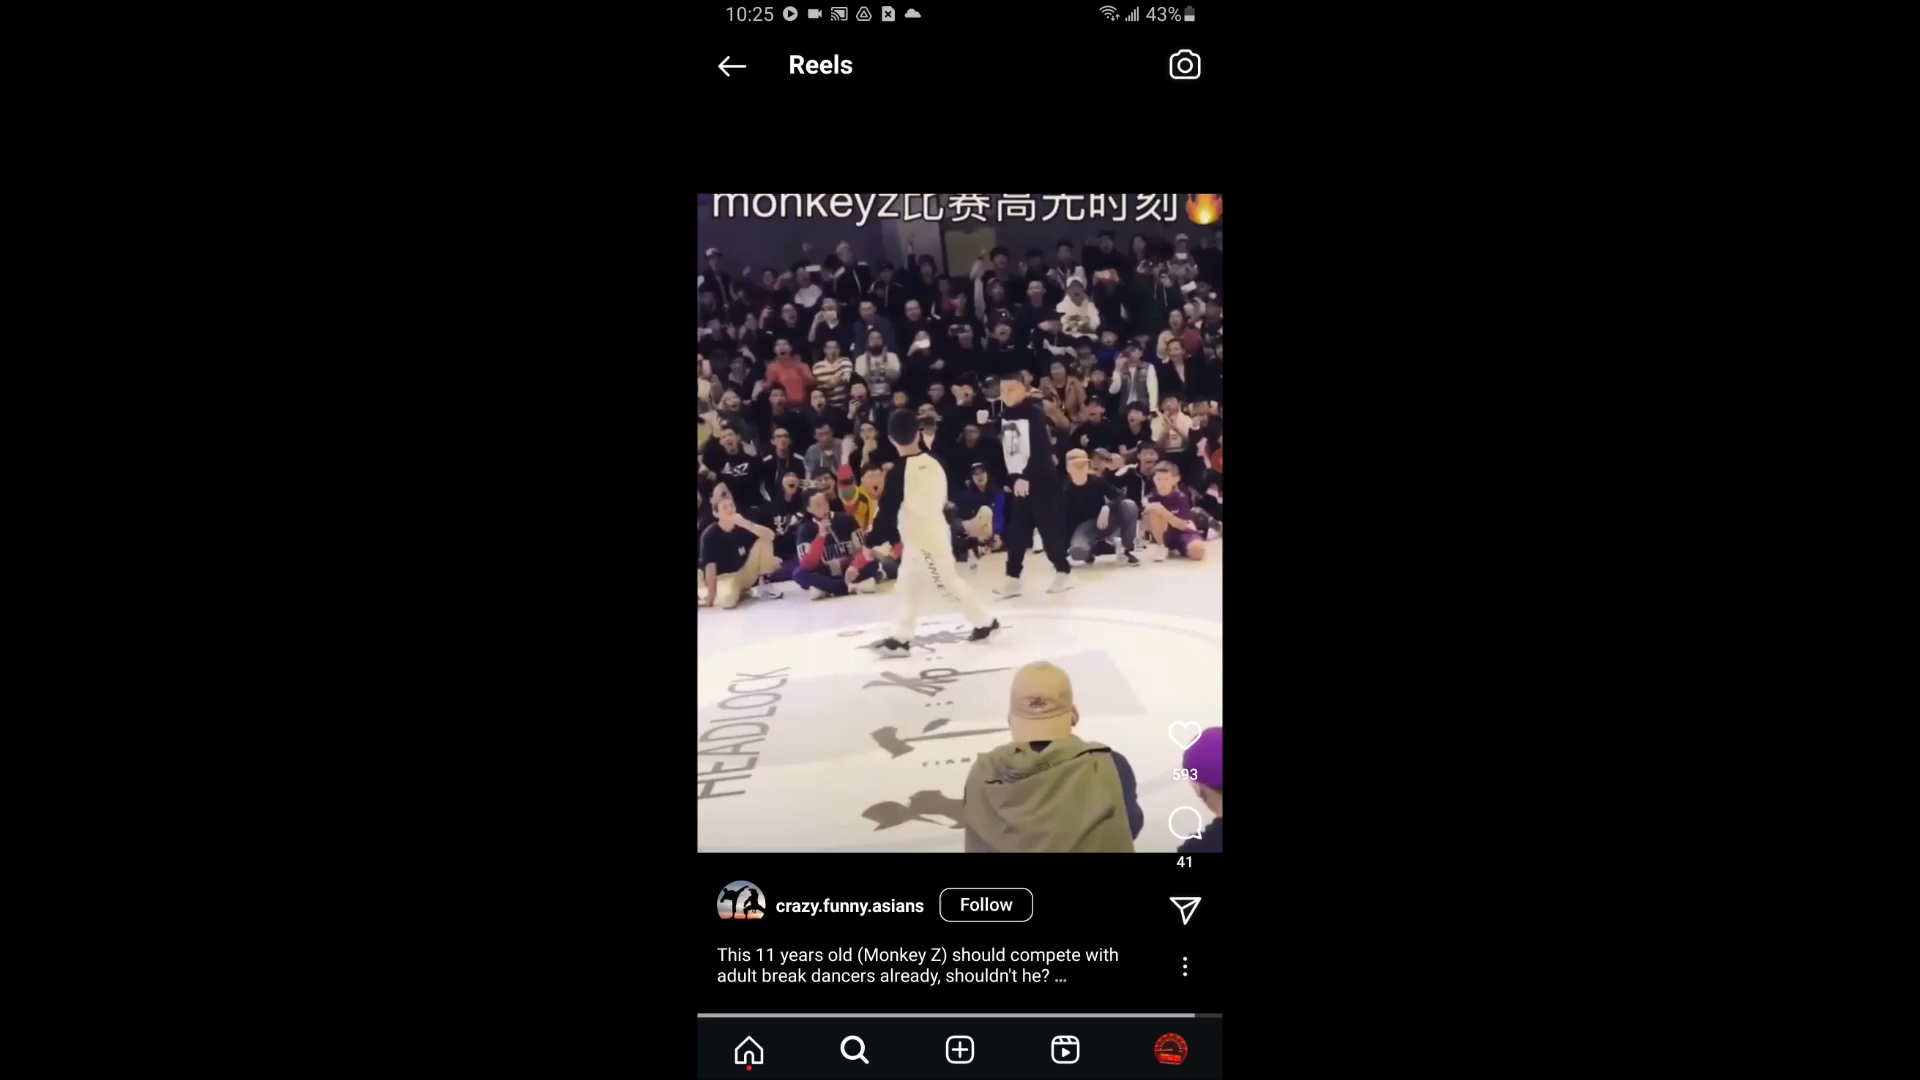 10:25
43%
Reels
monkeyz比赛高光时刻🔥
HEADLOCK
593
41
crazy.funny.asians
Follow
This 11 years old (Monkey Z) should compete with
adult break dancers already, shouldn't he? ...